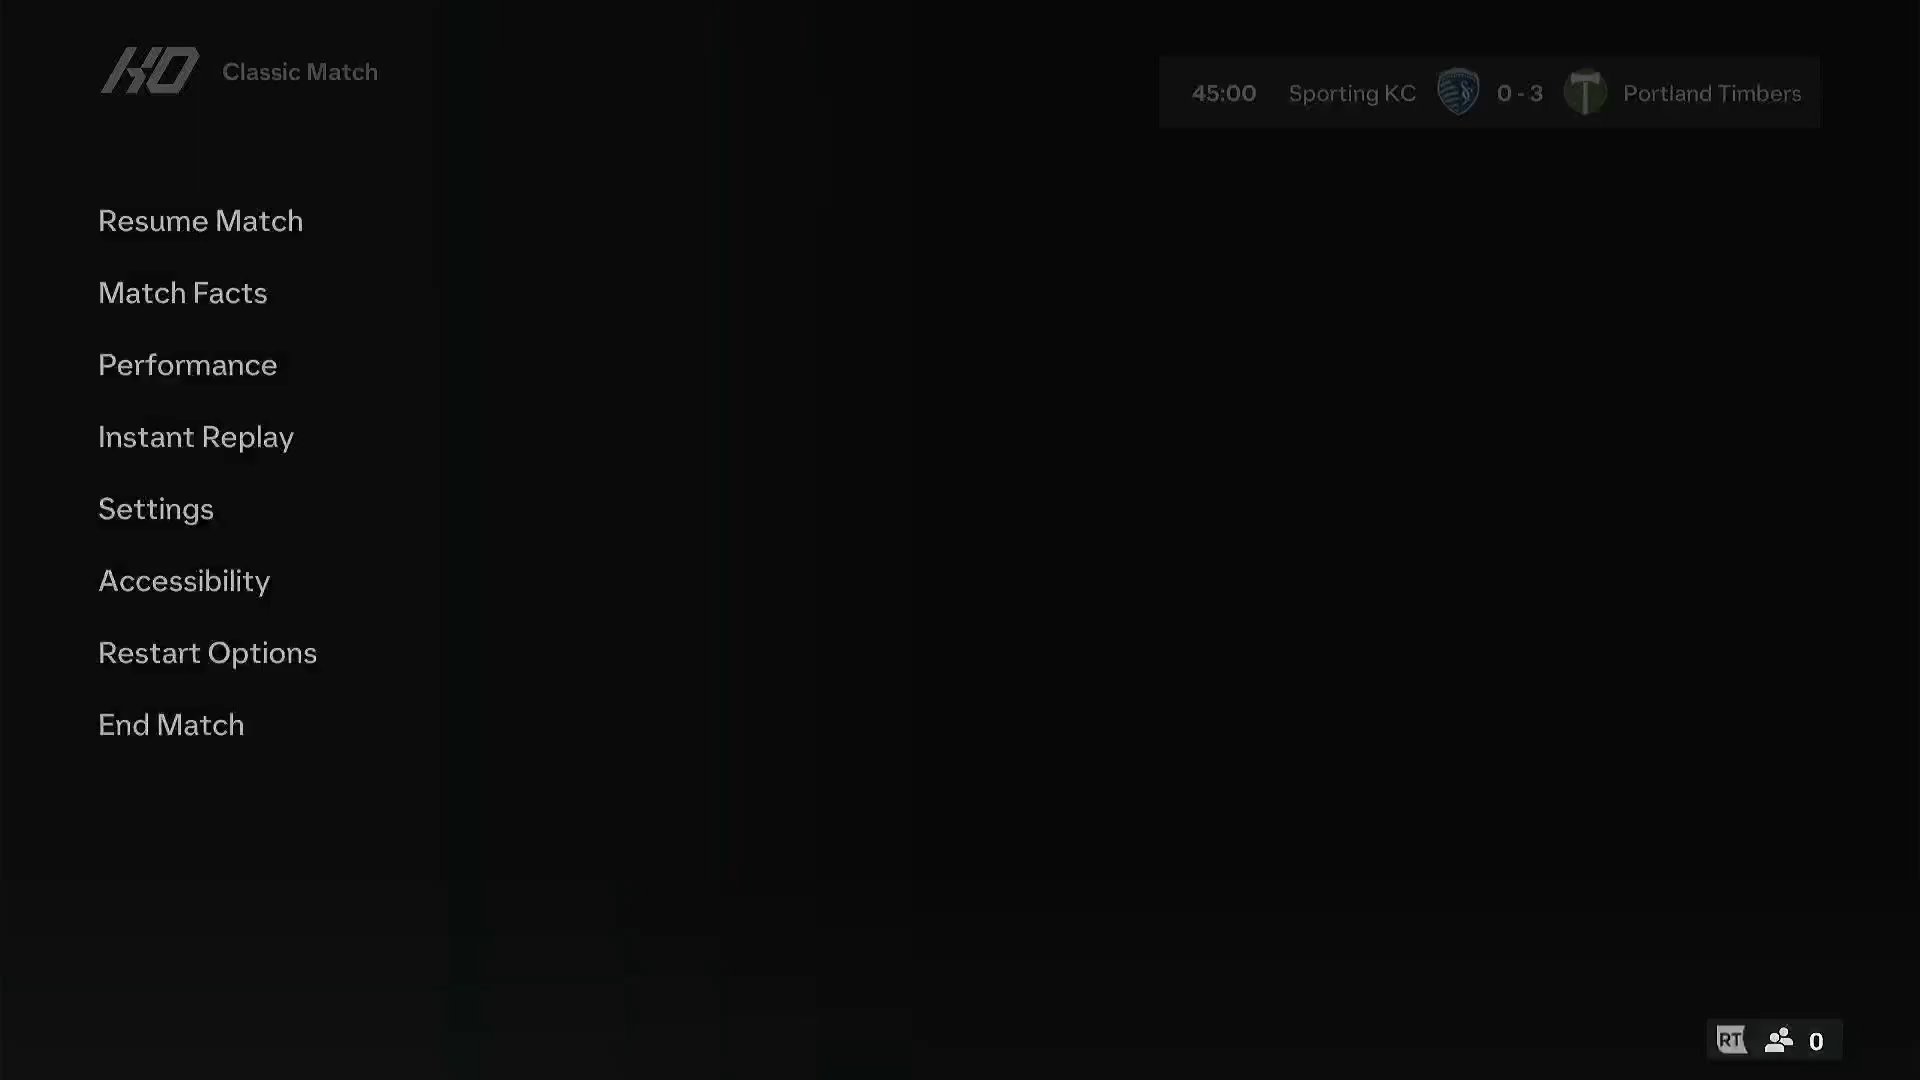 KO Classic Match
45:00 Sporting KC 0 - 3 Portland Timbers
Resume Match
Match Facts
Performance
Instant Replay
Settings
Accessibility
Restart Options
End Match
RT 0